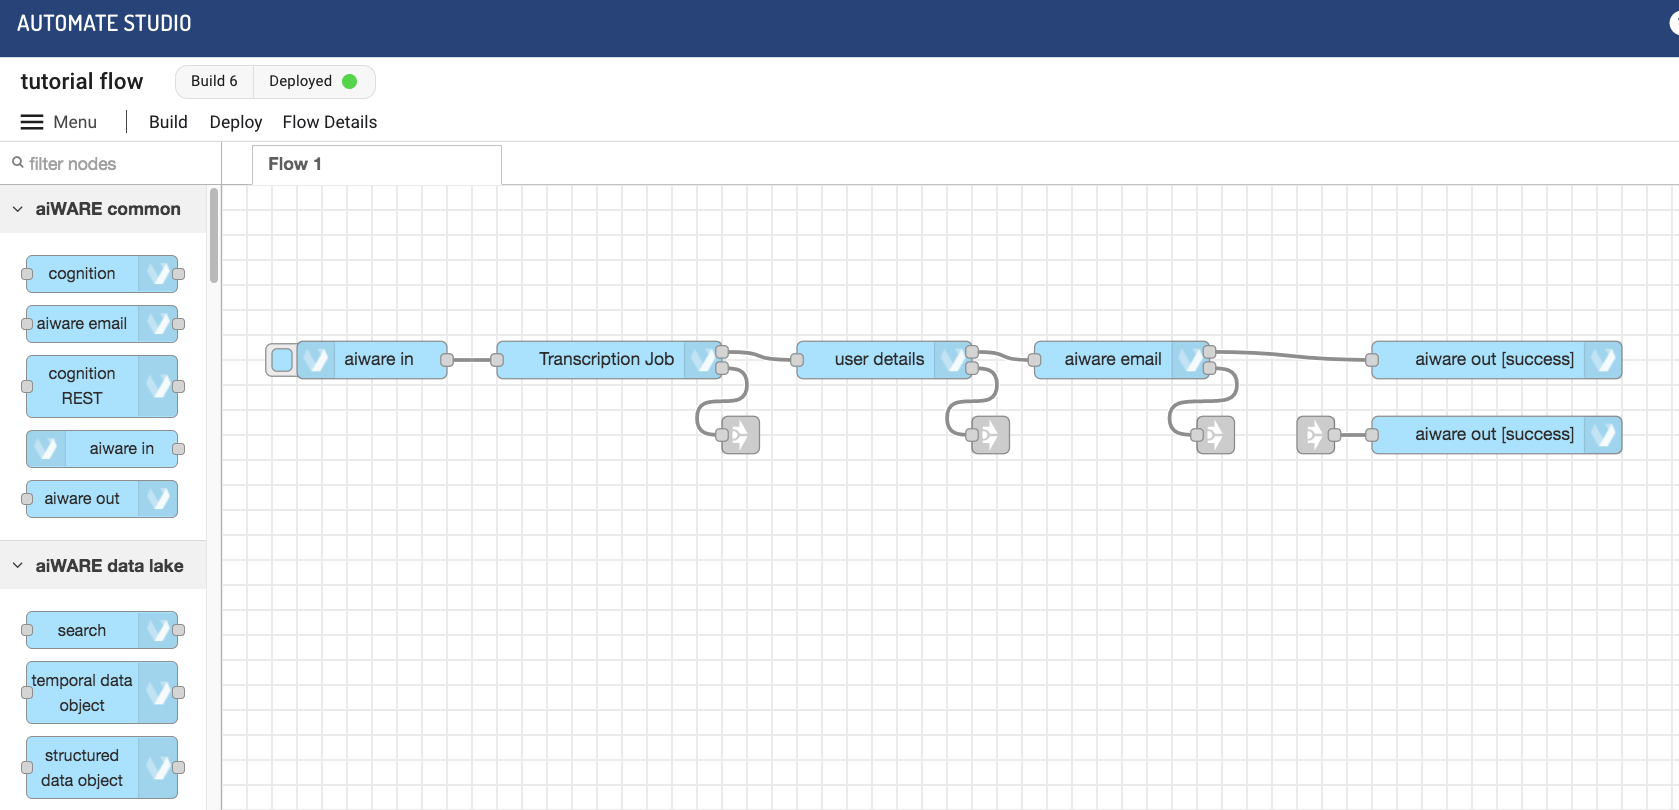 AUTOMATE STUDIO
tutorial flow
Build 6
Deployed
Menu
Build
Deploy
Flow Details
filter nodes
Flow 1
aiWARE common
cognition
aiware email
cognition
REST
aiware in
aiware out
aiWARE data lake
search
temporal data
object
structured
data object
aiware in
Transcription Job
user details
aiware email
aiware out [success]
aiware out [success]